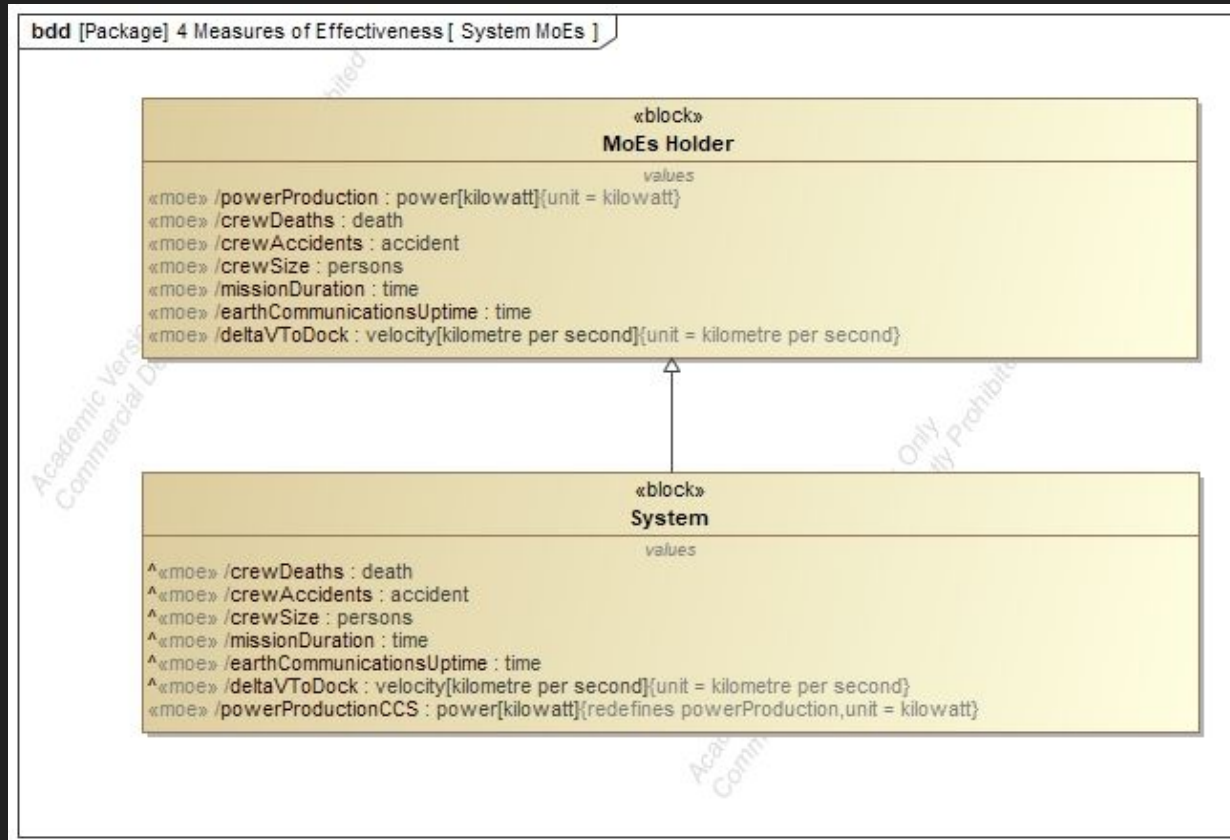 bdd [Package] 4 Measures of Effectiveness [ System MoEs ]
«block»
MoEs Holder
values
«moe» /powerProduction : power[kilowatt]{unit = kilowatt}
«moe» /crewDeaths : death
«moe» /crewAccidents : accident
«moe» /crewSize : persons
«moe» /missionDuration : time
«moe» /earthCommunicationsUptime : time
«moe» /deltaVToDock : velocity[kilometre per second]{unit = kilometre per second}
«block»
System
values
^«moe» /crewDeaths : death
^«moe» /crewAccidents : accident
^«moe» /crewSize : persons
^«moe» /missionDuration : time
^«moe» /earthCommunicationsUptime : time
^«moe» /deltaVToDock : velocity[kilometre per second]{unit = kilometre per second}
«moe» /powerProductionCCS : power[kilowatt]{redefines powerProduction,unit = kilowatt}
Academic
Commercial
Only